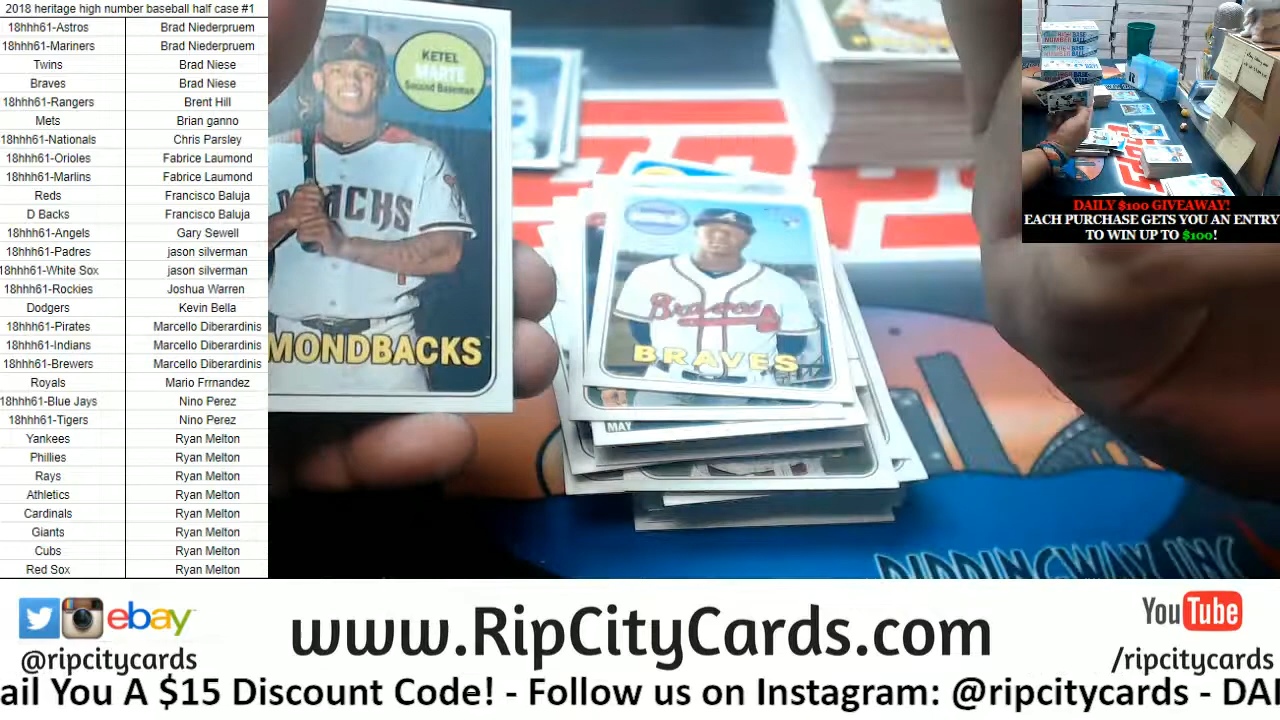 2018 heritage high number baseball half case #1
18hhh61-Astros Brad Niederpruem
18hhh61-Mariners Brad Niederpruem
Twins Brad Niese
Braves Brad Niese
18hhh61-Rangers Brent Hill
Mets Brian ganno
18hhh61-Nationals Chris Parsley
18hhh61-Orioles Fabrice Laumond
18hhh61-Marlins Fabrice Laumond
Reds Francisco Baluja
D Backs Francisco Baluja
18hhh61-Angels Gary Sewell
18hhh61-Padres jason silverman
18hhh61-White Sox jason silverman
18hhh61-Rockies Joshua Warren
Dodgers Kevin Bella
18hhh61-Pirates Marcello Diberardinis
18hhh61-Indians Marcello Diberardinis
18hhh61-Brewers Marcello Diberardinis
Royals Mario Frrnandez
18hhh61-Blue Jays Nino Perez
18hhh61-Tigers Nino Perez
Yankees Ryan Melton
Phillies Ryan Melton
Rays Ryan Melton
Athletics Ryan Melton
Cardinals Ryan Melton
Giants Ryan Melton
Cubs Ryan Melton
Red Sox Ryan Melton
KETEL
MARTE
Second Baseman
MONDBACKS
Braves
BRAVES
MAY
DAILY $100 GIVEAWAY!
EACH PURCHASE GETS YOU AN ENTRY
TO WIN UP TO $100!
ebay
@ripcitycards
www.RipCityCards.com
YouTube
/ripcitycards
ail You A $15 Discount Code! - Follow us on Instagram: @ripcitycards - DAI